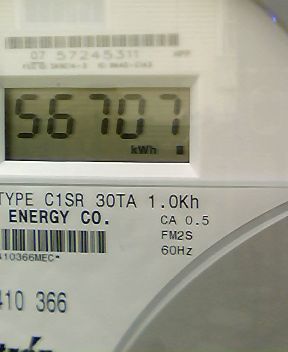 07 57245311
56707
kWh
TYPE C1SR 30TA 1.0Kh
ENERGY CO.
CA 0.5
FM2S
60Hz
410366MEC*
410 366